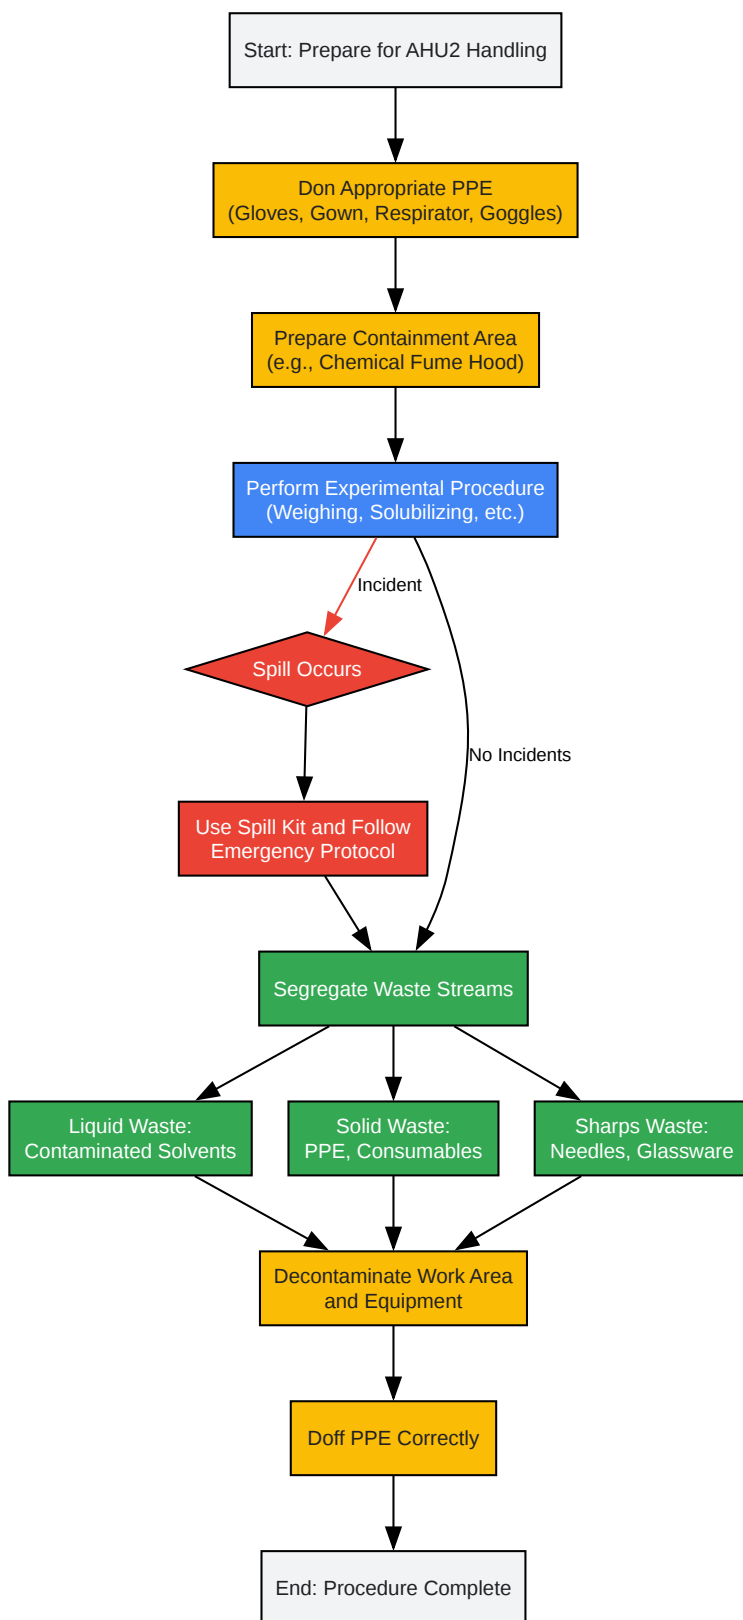 Start: Prepare for AHU2 Handling
Don Appropriate PPE
(Gloves, Gown, Respirator, Goggles)
Prepare Containment Area
(e.g., Chemical Fume Hood)
Perform Experimental Procedure
(Weighing, Solubilizing, etc.)
Incident
Spill Occurs
No Incidents
Use Spill Kit and Follow
Emergency Protocol
Segregate Waste Streams
Liquid Waste:
Contaminated Solvents
Solid Waste:
PPE, Consumables
Sharps Waste:
Needles, Glassware
Decontaminate Work Area
and Equipment
Doff PPE Correctly
End: Procedure Complete